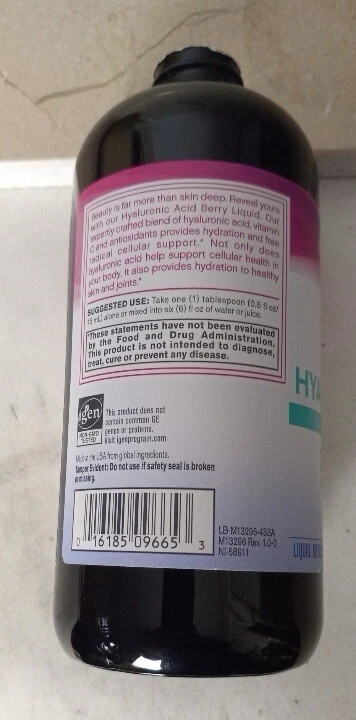 Beauty is far more than skin deep. Reveal yours
with our Hyaluronic Acid Berry Liquid. Our
expertly crafted blend of hyaluronic acid, vitamin
C and antioxidants provides hydration and free
radical cellular support.* Not only does
hyaluronic acid help support cellular health in
your body, it also provides hydration to healthy
skin and joints.*
SUGGESTED USE: Take one (1) tablespoon (0.5 fl oz/
15 mL) alone or mixed into six (6) fl oz of water or juice.
*These statements have not been evaluated
by the Food and Drug Administration.
This product is not intended to diagnose,
treat, cure or prevent any disease.
HYA
igen
NON-GMO
TESTED
This product does not
contain common GE
genes or proteins.
Visit igenprogram.com
Made in the USA from global ingredients.
Tamper Evident: Do not use if safety seal is broken
or missing.
0 16185 09665 3
LB-M13296-453A
M13296 Rev. 1.0-0
NI-58611
LIQUID